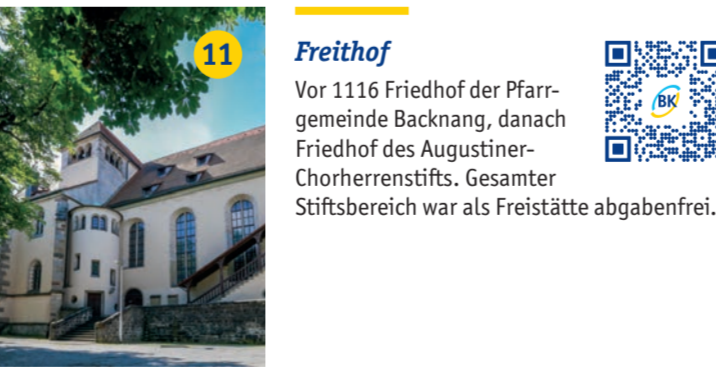 11
Freithof
Vor 1116 Friedhof der Pfarr-
gemeinde Backnang, danach
Friedhof des Augustiner-
Chorherrenstifts. Gesamter
Stiftsbereich war als Freistätte abgabenfrei.
BK